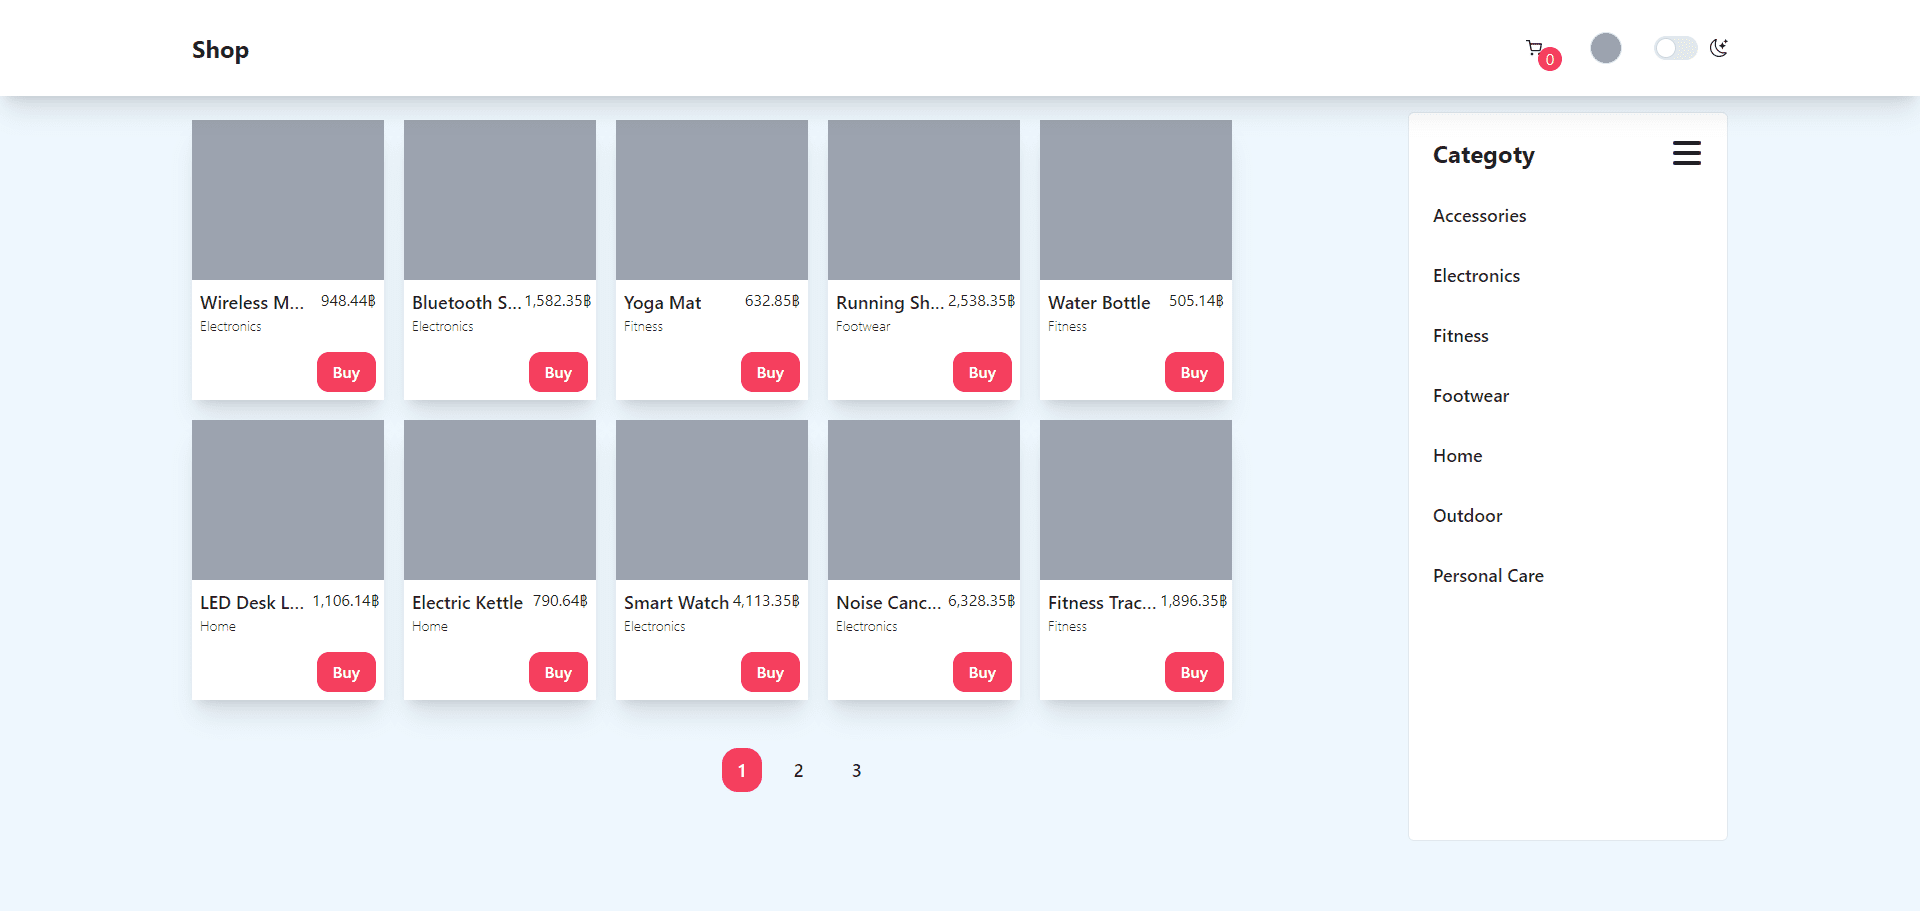 Shop
0
Wireless M... 948.44฿
Electronics
Buy
Bluetooth S... 1,582.35฿
Electronics
Buy
Yoga Mat 632.85฿
Fitness
Buy
Running Sh... 2,538.35฿
Footwear
Buy
Water Bottle 505.14฿
Fitness
Buy
LED Desk L... 1,106.14฿
Home
Buy
Electric Kettle 790.64฿
Home
Buy
Smart Watch 4,113.35฿
Electronics
Buy
Noise Canc... 6,328.35฿
Electronics
Buy
Fitness Trac... 1,896.35฿
Fitness
Buy
1 2 3
Categoty
Accessories
Electronics
Fitness
Footwear
Home
Outdoor
Personal Care